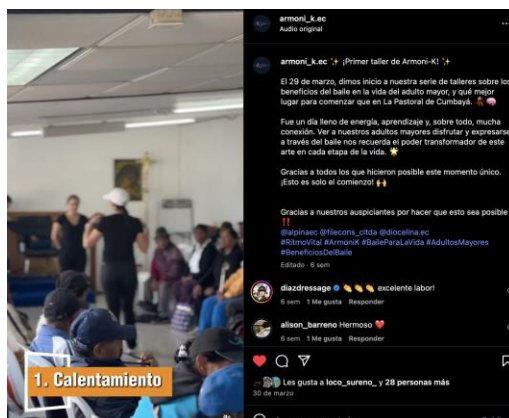 1. Calentamiento
armoni_k.ec
Audio original
armoni_k.ec ✨ ¡Primer taller de Armoni-K! ✨
El 29 de marzo, dimos inicio a nuestra serie de talleres sobre los
beneficios del baile en la vida del adulto mayor, y qué mejor
lugar para comenzar que en La Pastoral de Cumbayá. 💃🧠
Fue un día lleno de energía, aprendizaje y, sobre todo, mucha
conexión. Ver a nuestros adultos mayores disfrutar y expresarse
a través del baile nos recuerda el poder transformador de este
arte en cada etapa de la vida. 🌟
Gracias a todos los que hicieron posible este momento único.
¡Esto es solo el comienzo! 🙌
Gracias a nuestros auspiciantes por hacer que esto sea posible
‼️
@alpinaec @filecons_cltda @diocelina.ec
#RitmoVital #ArmoniK #BaileParaLaVida #AdultosMayores
#BeneficiosDelBaile
Editado · 6 sem
diazdressage 👏👏👏 excelente labor!
6 sem 1 Me gusta Responder
alison_barreno Hermoso ❤️
6 sem 1 Me gusta Responder
Les gusta a loco_sureno_ y 28 personas más
30 de marzo